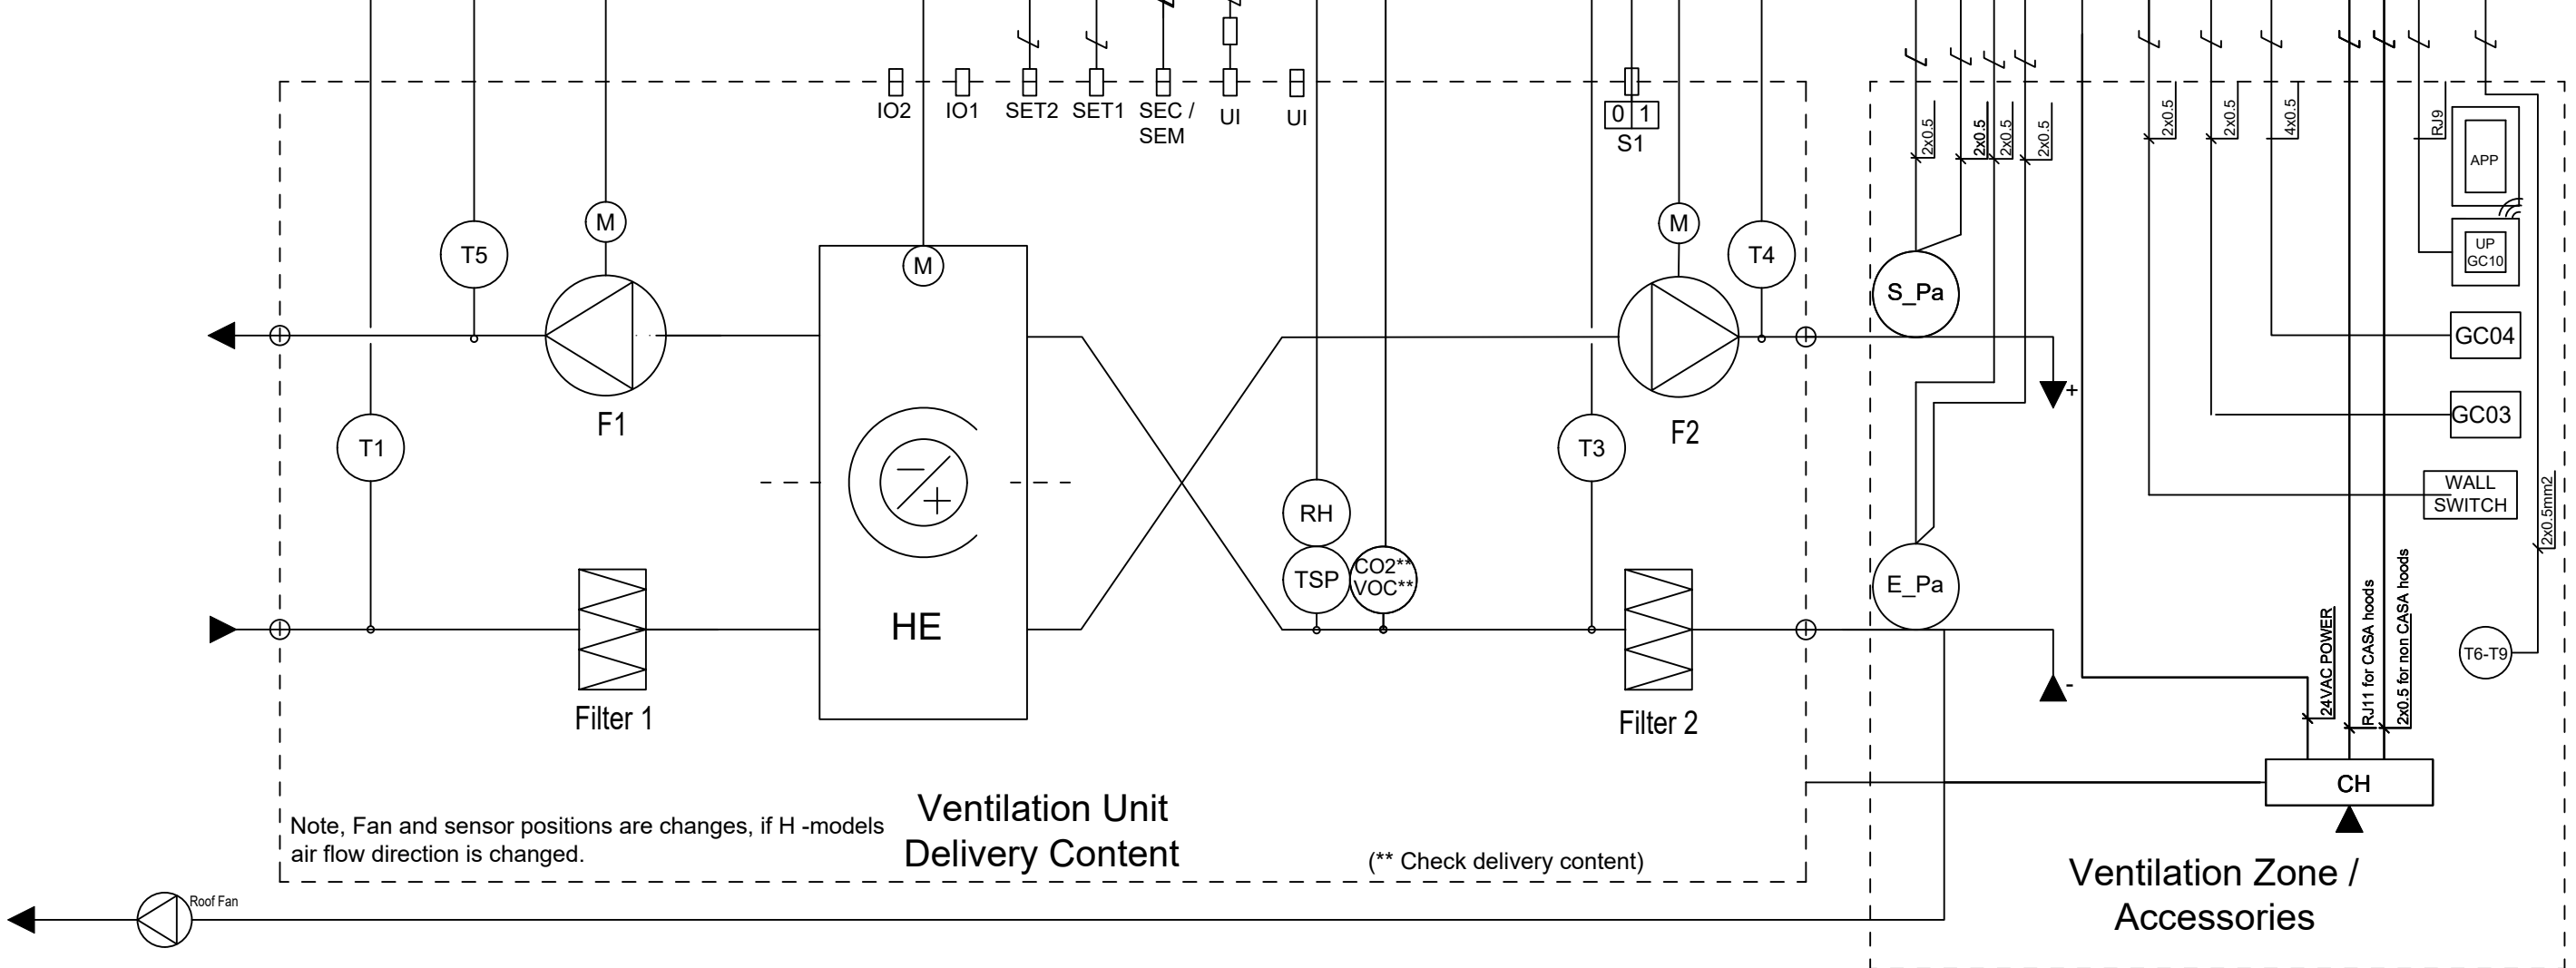 IO2
IO1
SET2
SET1
SEC /
SEM
UI
UI
0 1
S1
2x0.5
2x0.5
2x0.5
2x0.5
2x0.5
2x0.5
4x0.5
RJ9
APP
M
M
T5
M
T4
UP
GC10
S_Pa
GC04
+
F1
F2
GC03
T1
T3
WALL
SWITCH
2x0.5mm2
RH
TSP
CO2**
VOC**
E_Pa
HE
T6-T9
24VAC POWER
RJ11 for CASA hoods
2x0.5 for non CASA hoods
-
Filter 1
Filter 2
CH
Ventilation Unit
Delivery Content
Note, Fan and sensor positions are changes, if H -models
air flow direction is changed.
(** Check delivery content)
Ventilation Zone /
Accessories
Roof Fan